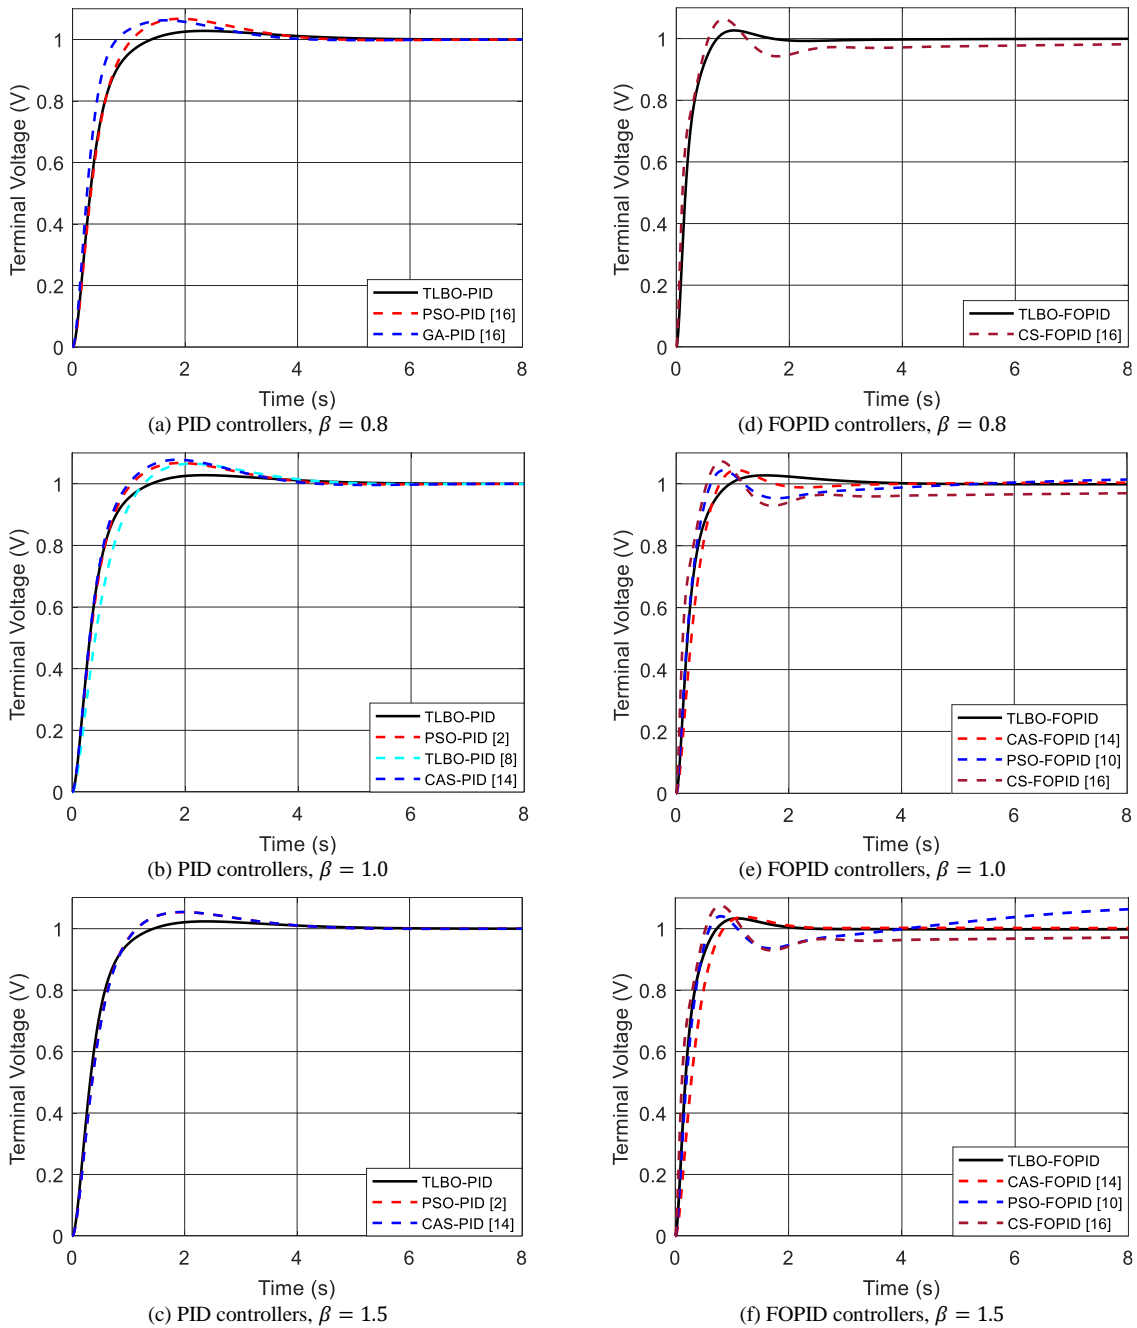 Terminal Voltage (V)
1
0.8
0.6
0.4
0.2
0
0 2 4 6 8
TLBO-PID
PSO-PID [16]
GA-PID [16]
Time (s)
(a) PID controllers, β = 0.8
Terminal Voltage (V)
1
0.8
0.6
0.4
0.2
0
0 2 4 6 8
TLBO-FOPID
CS-FOPID [16]
Time (s)
(d) FOPID controllers, β = 0.8
Terminal Voltage (V)
1
0.8
0.6
0.4
0.2
0
0 2 4 6 8
TLBO-PID
PSO-PID [2]
TLBO-PID [8]
CAS-PID [14]
Time (s)
(b) PID controllers, β = 1.0
Terminal Voltage (V)
1
0.8
0.6
0.4
0.2
0
0 2 4 6 8
TLBO-FOPID
CAS-FOPID [14]
PSO-FOPID [10]
CS-FOPID [16]
Time (s)
(e) FOPID controllers, β = 1.0
Terminal Voltage (V)
1
0.8
0.6
0.4
0.2
0
0 2 4 6 8
TLBO-PID
PSO-PID [2]
CAS-PID [14]
Time (s)
(c) PID controllers, β = 1.5
Terminal Voltage (V)
1
0.8
0.6
0.4
0.2
0
0 2 4 6 8
TLBO-FOPID
CAS-FOPID [14]
PSO-FOPID [10]
CS-FOPID [16]
Time (s)
(f) FOPID controllers, β = 1.5